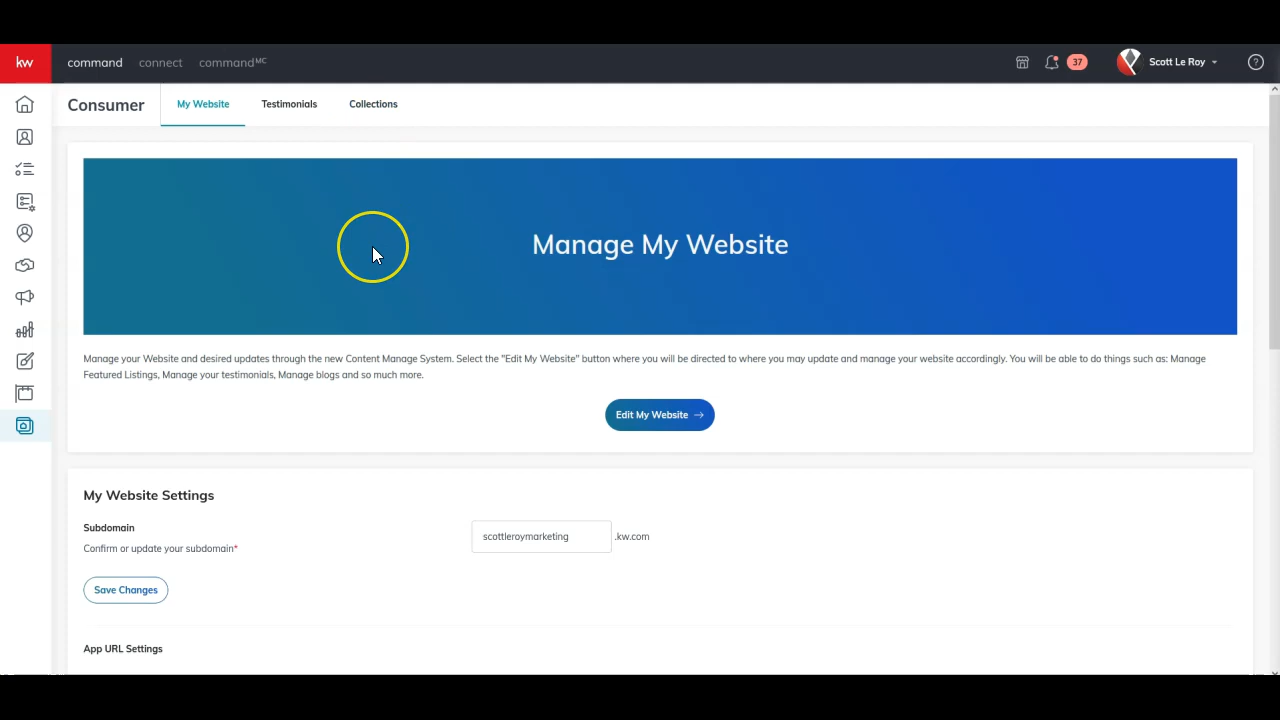 kw command connect command MC 37 Scott Le Roy ?
Consumer My Website Testimonials Collections
Manage My Website
Manage your Website and desired updates through the new Content Manage System. Select the "Edit My Website" button where you will be directed to where you may update and manage your website accordingly. You will be able to do things such as: Manage
Featured Listings, Manage your testimonials, Manage blogs and so much more.
Edit My Website →
My Website Settings
Subdomain
Confirm or update your subdomain*
scottleroymarketing .kw.com
Save Changes
App URL Settings